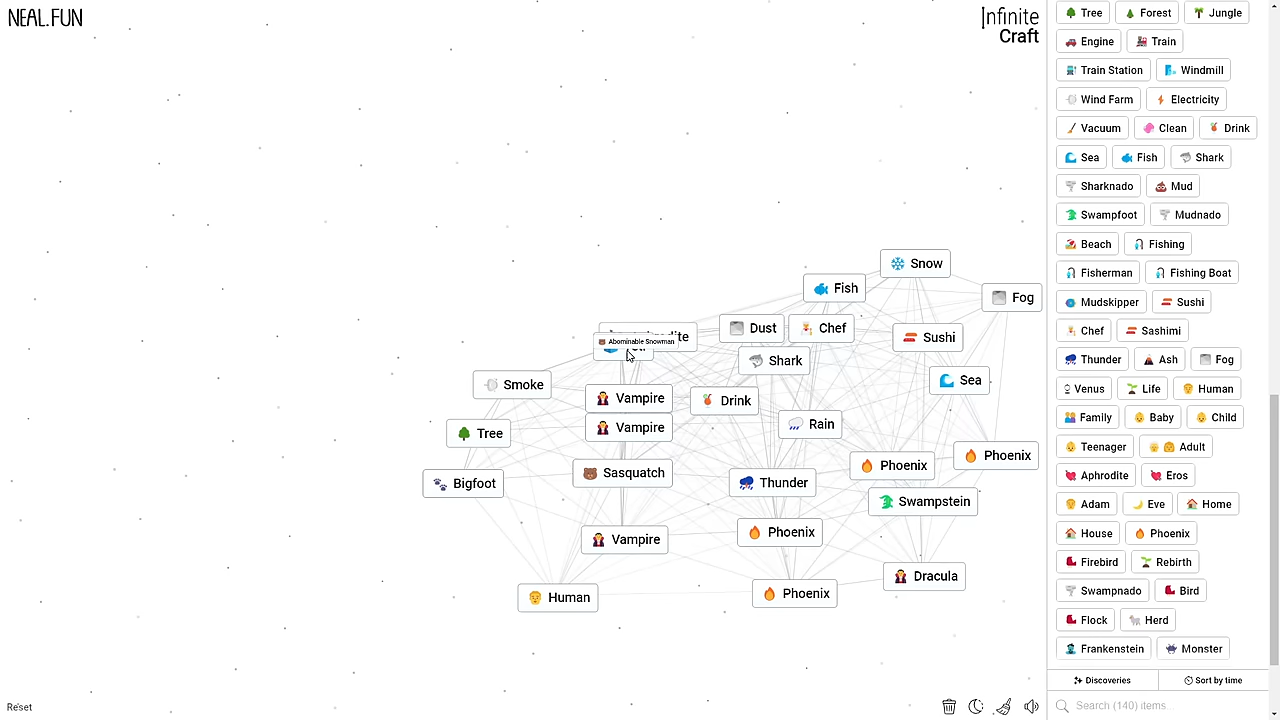 NEAL.FUN
Infinite
Craft
Snow
Fish
Fog
Dust
Chef
Sushi
Abominable Snowman
Shark
Smoke
Sea
Vampire
Drink
Vampire
Rain
Tree
Phoenix
Phoenix
Bigfoot
Sasquatch
Thunder
Swampstein
Vampire
Phoenix
Dracula
Human
Phoenix
Reset
Tree Forest Jungle
Engine Train
Train Station Windmill
Wind Farm Electricity
Vacuum Clean Drink
Sea Fish Shark
Sharknado Mud
Swampfoot Mudnado
Beach Fishing
Fisherman Fishing Boat
Mudskipper Sushi
Chef Sashimi
Thunder Ash Fog
Venus Life Human
Family Baby Child
Teenager Adult
Aphrodite Eros
Adam Eve Home
House Phoenix
Firebird Rebirth
Swampnado Bird
Flock Herd
Frankenstein Monster
Discoveries Sort by time
Search (140) items